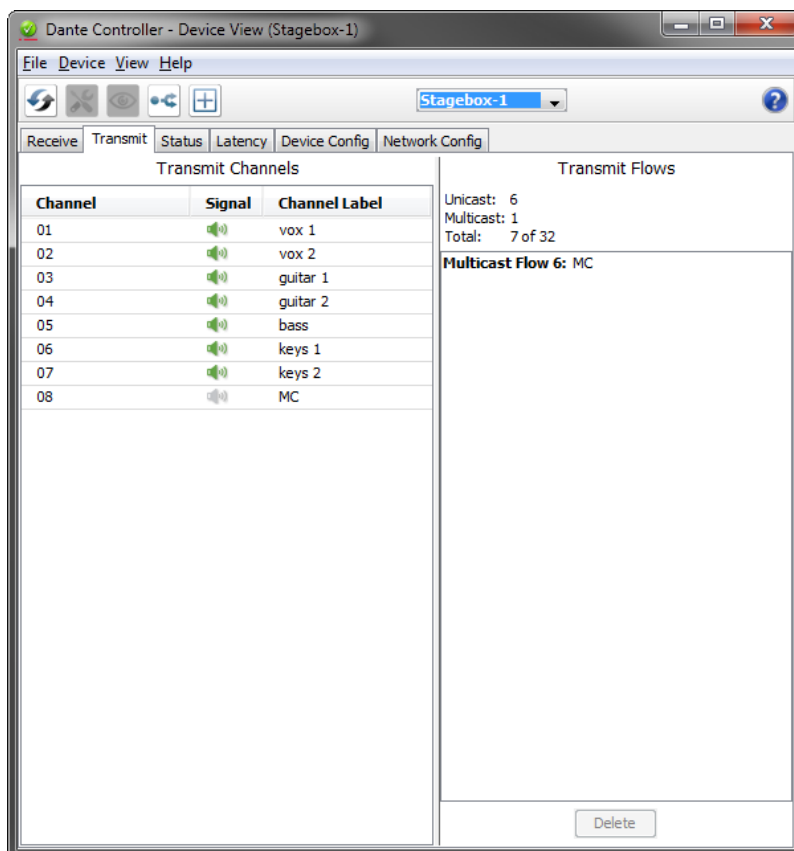 Dante Controller - Device View (Stagebox-1)
File Device View Help
Stagebox-1
Receive Transmit Status Latency Device Config Network Config
Transmit Channels
Channel Signal Channel Label
01 vox 1
02 vox 2
03 guitar 1
04 guitar 2
05 bass
06 keys 1
07 keys 2
08 MC
Transmit Flows
Unicast: 6
Multicast: 1
Total: 7 of 32
Multicast Flow 6: MC
Delete